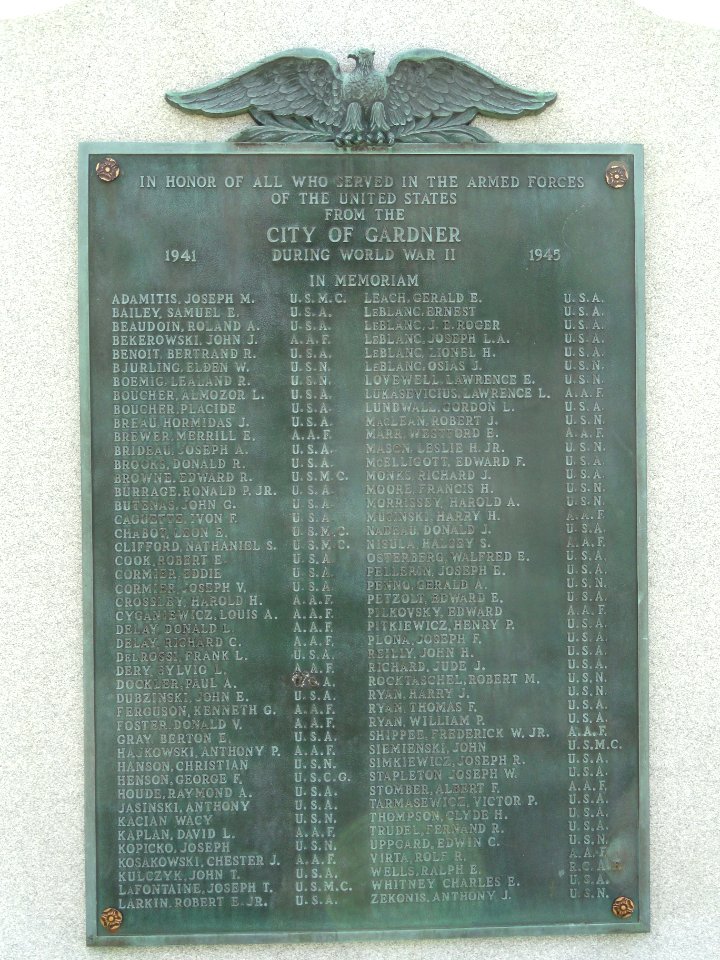 IN HONOR OF ALL WHO SERVED IN THE ARMED FORCES
OF THE UNITED STATES
FROM THE
CITY OF GARDNER
1941 DURING WORLD WAR II 1945
IN MEMORIAM
ADAMITIS, JOSEPH M. U.S.M.C.
BAILEY, SAMUEL E. U.S.A.
BEAUDOIN, ROLAND A. U.S.A.
BEKEROWSKI, JOHN J. A.A.F.
BENOIT, BERTRAND R. U.S.A.
BJURLING, ELDEN W. U.S.N.
BOEMIG, LEALAND R. U.S.N.
BOUCHER, ALMOZOR L. U.S.A.
BOUCHER, PLACIDE U.S.A.
BREAU, HORMIDAS J. U.S.A.
BREWER, MERRILL E. A.A.F.
BRIDEAU, JOSEPH A. U.S.A.
BROOKS, DONALD R. U.S.A.
BROWNE, EDWARD R. U.S.M.C.
BURRAGE, RONALD P. JR. U.S.A.
BUTENAS, JOHN G. U.S.A.
CAOUETTE, IVON F. U.S.A.
CHABOT, LEON E. U.S.M.C.
CLIFFORD, NATHANIEL S. U.S.M.C.
COOK, ROBERT E. U.S.A.
CORMIER, EDDIE U.S.A.
CORMIER, JOSEPH V. U.S.A.
CROSSLEY, HAROLD H. A.A.F.
CYGANIEWICZ, LOUIS A. A.A.F.
DELAY, DONALD L. A.A.F.
DELAY, RICHARD C. A.A.F.
DELROSSI, FRANK L. U.S.A.
DERY, SYLVIO L. A.A.F.
DOCKLER, PAUL A.
DUBZINSKI, JOHN E. U.S.A.
FERGUSON, KENNETH G. A.A.F.
FOSTER, DONALD V. A.A.F.
GRAY, BERTON E. U.S.A.
HAJKOWSKI, ANTHONY P. A.A.F.
HANSON, CHRISTIAN U.S.N.
HENSON, GEORGE F. U.S.C.G.
HOUDE, RAYMOND A. U.S.A.
JASINSKI, ANTHONY U.S.A.
KACIAN WACY U.S.N.
KAPLAN, DAVID L. A.A.F.
KOPICKO, JOSEPH U.S.N.
KOSAKOWSKI, CHESTER J. A.A.F.
KULCZYK, JOHN T. U.S.A.
LAFONTAINE, JOSEPH T. U.S.M.C.
LARKIN, ROBERT E. JR. U.S.A.
LEACH, GERALD E. U.S.A.
LEBLANC, ERNEST U.S.A.
LEBLANC, J. E. ROGER U.S.A.
LEBLANC, JOSEPH L.A. U.S.A.
LEBLANC, LIONEL H. U.S.A.
LEBLANC, OSIAS J. U.S.N.
LOVEWELL, LAWRENCE E. U.S.N.
LUKASEVICIUS, LAWRENCE L. A.A.F.
LUNDWALL, GORDON L. U.S.A.
MACLEAN, ROBERT J. U.S.N.
MARR, WESTFORD E. A.A.F.
MASON, LESLIE H. JR. U.S.N.
MCELLIGOTT, EDWARD F. U.S.A.
MONKS, RICHARD J. U.S.A.
MOORE, FRANCIS H. U.S.N.
MORRISSEY, HAROLD A. U.S.N.
MUSINSKI, HARRY H. A.A.F.
NADEAU, DONALD J. U.S.A.
NIGULA, HALSEY S. A.A.F.
OSTERBERG, WALFRED E. U.S.A.
PELLERIN, JOSEPH E. U.S.A.
PENNO, GERALD A. U.S.N.
PETZOLT, EDWARD E. U.S.A.
PILKOVSKY, EDWARD A.A.F.
PITKIEWICZ, HENRY P. U.S.A.
PLONA, JOSEPH F. U.S.A.
REILLY, JOHN H. U.S.A.
RICHARD, JUDE J. U.S.A.
ROCKTASCHEL, ROBERT M. U.S.N.
RYAN, HARRY J. U.S.N.
RYAN, THOMAS F. U.S.A.
RYAN, WILLIAM P. U.S.A.
SHIPPEE, FREDERICK W. JR. A.A.F.
SIEMIENSKI, JOHN U.S.M.C.
SIMKIEWICZ, JOSEPH R. U.S.A.
STAPLETON JOSEPH W. U.S.A.
STOMBER, ALBERT F. A.A.F.
TARMASEWICZ, VICTOR P. U.S.A.
THOMPSON, CLYDE H. U.S.A.
TRUDEL, FERNAND R. U.S.A.
UPPGARD, EDWIN C. U.S.N.
VIRTA, ROLF R. A.A.F.
WELLS, RALPH E.
WHITNEY CHARLES E. U.S.A.
ZEKONIS, ANTHONY J. U.S.N.